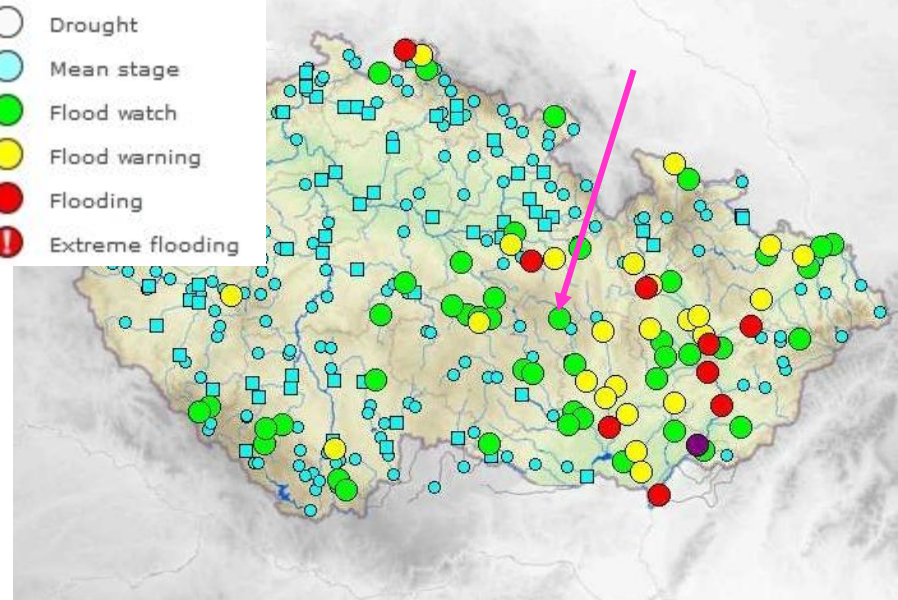 Drought
Mean stage
Flood watch
Flood warning
Flooding
! Extreme flooding